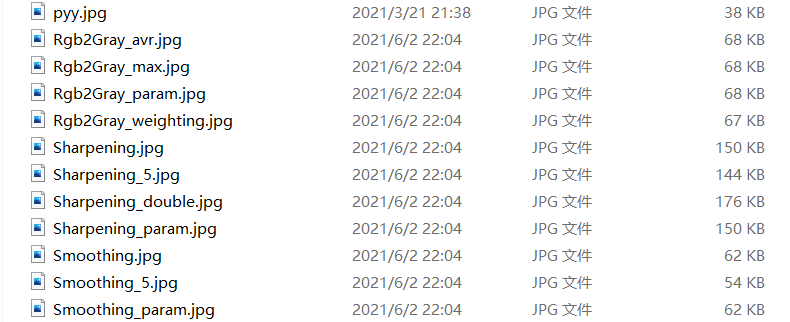 pyy.jpg 2021/3/21 21:38 JPG 文件 38 KB
Rgb2Gray_avr.jpg 2021/6/2 22:04 JPG 文件 68 KB
Rgb2Gray_max.jpg 2021/6/2 22:04 JPG 文件 68 KB
Rgb2Gray_param.jpg 2021/6/2 22:04 JPG 文件 68 KB
Rgb2Gray_weighting.jpg 2021/6/2 22:04 JPG 文件 67 KB
Sharpening.jpg 2021/6/2 22:04 JPG 文件 150 KB
Sharpening_5.jpg 2021/6/2 22:04 JPG 文件 144 KB
Sharpening_double.jpg 2021/6/2 22:04 JPG 文件 176 KB
Sharpening_param.jpg 2021/6/2 22:04 JPG 文件 150 KB
Smoothing.jpg 2021/6/2 22:04 JPG 文件 62 KB
Smoothing_5.jpg 2021/6/2 22:04 JPG 文件 54 KB
Smoothing_param.jpg 2021/6/2 22:04 JPG 文件 62 KB